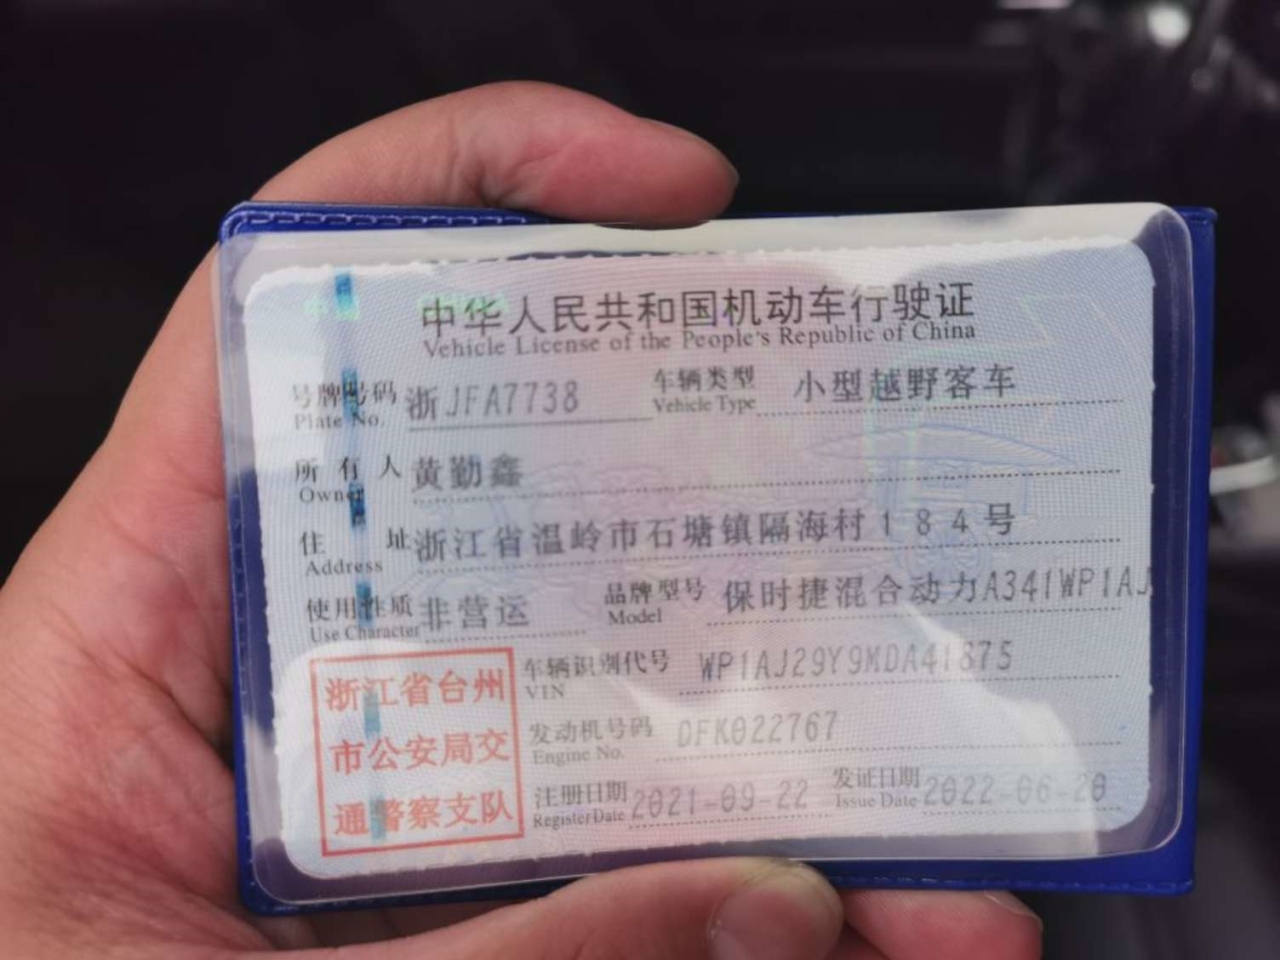 中华人民共和国机动车行驶证
Vehicle License of the People's Republic of China
号牌号码 浙JFA7738 车辆类型 小型越野客车
Plate No. Vehicle Type
所有人 黄勤鑫
Owner
住址 浙江省温岭市石塘镇隔海村184号
Address
使用性质 非营运 品牌型号 保时捷混合动力A341WP1AJ
Use Character Model
车辆识别代号 WP1AJ29Y9MDA41875
VIN
发动机号码 DFK022767
Engine No.
注册日期 2021-09-22 发证日期 2022-06-20
Register Date Issue Date
浙江省台州
市公安局交
通警察支队